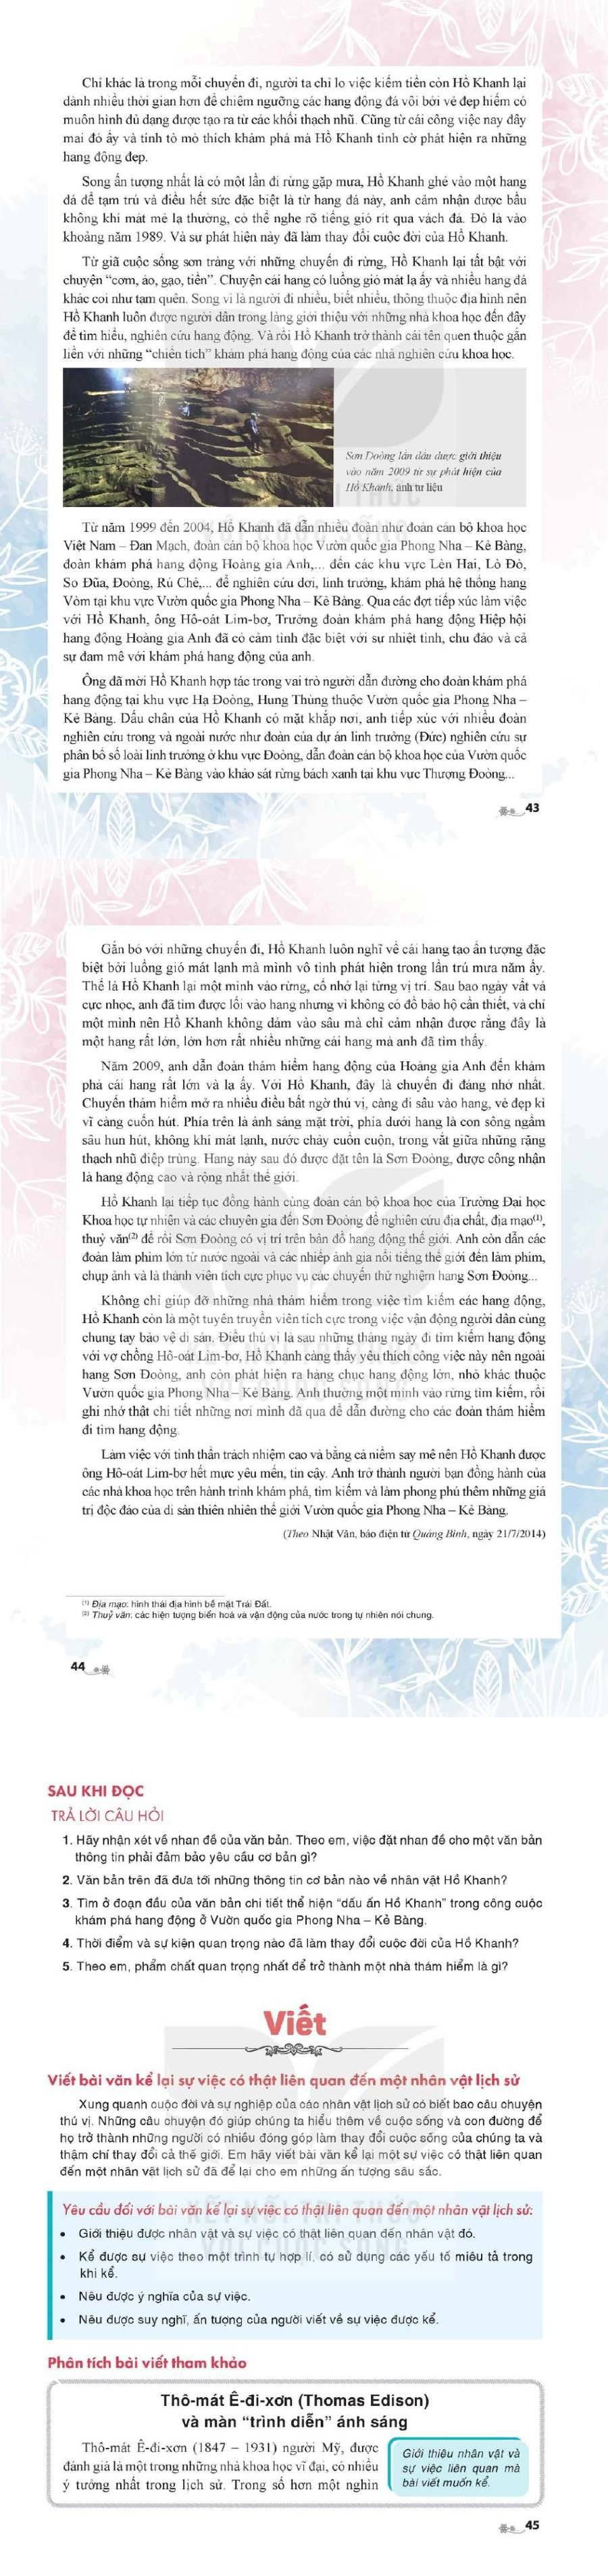 Chỉ khác là trong mỗi chuyến đi, người ta chỉ lo việc kiếm tiền còn Hồ Khanh lại
dành nhiều thời gian hơn để chiêm ngưỡng các hang động đá vôi bởi vẻ đẹp hiếm có
muôn hình đủ dạng được tạo ra từ các khối thạch nhũ. Cũng từ cái công việc nay đây
mai đó ấy và tính tò mò thích khám phá mà Hồ Khanh tình cờ phát hiện ra những
hang động đẹp.
Song ấn tượng nhất là có một lần đi rừng gặp mưa, Hồ Khanh ghé vào một hang
đá để tạm trú và điều hết sức đặc biệt là từ hang đá này, anh cảm nhận được bầu
không khí mát mẻ lạ thường, có thể nghe rõ tiếng gió rít qua vách đá. Đó là vào
khoảng năm 1989. Và sự phát hiện này đã làm thay đổi cuộc đời của Hồ Khanh.
Từ giã cuộc sống sơn tràng với những chuyến đi rừng, Hồ Khanh lại tất bật với
chuyện “cơm, áo, gạo, tiền”. Chuyện cái hang có luồng gió mát lạ ấy và nhiều hang đá
khác coi như tạm quên. Song vì là người đi nhiều, biết nhiều, thông thuộc địa hình nên
Hồ Khanh luôn được người dân trong làng giới thiệu với những nhà khoa học đến đây
để tìm hiểu, nghiên cứu hang động. Và rồi Hồ Khanh trở thành cái tên quen thuộc gắn
liền với những “chiến tích” khám phá hang động của các nhà nghiên cứu khoa học.
Sơn Đoòng lần đầu được giới thiệu
vào năm 2009 từ sự phát hiện của
Hồ Khanh, ảnh tư liệu
Từ năm 1999 đến 2004, Hồ Khanh đã dẫn nhiều đoàn như đoàn cán bộ khoa học
Việt Nam – Đan Mạch, đoàn cán bộ khoa học Vườn quốc gia Phong Nha – Kẻ Bàng,
đoàn khám phá hang động Hoàng gia Anh,... đến các khu vực Lèn Hai, Lò Đò,
So Đũa, Đoòng, Rú Chè,... để nghiên cứu dơi, linh trưởng, khám phá hệ thống hang
Vòm tại khu vực Vườn quốc gia Phong Nha – Kẻ Bàng. Qua các đợt tiếp xúc làm việc
với Hồ Khanh, ông Hô-oát Lim-bơ, Trưởng đoàn khám phá hang động Hiệp hội
hang động Hoàng gia Anh đã có cảm tình đặc biệt với sự nhiệt tình, chu đáo và cả
sự đam mê với khám phá hang động của anh.
Ông đã mời Hồ Khanh hợp tác trong vai trò người dẫn đường cho đoàn khám phá
hang động tại khu vực Hạ Đoòng, Hung Thùng thuộc Vườn quốc gia Phong Nha –
Kẻ Bàng. Dấu chân của Hồ Khanh có mặt khắp nơi, anh tiếp xúc với nhiều đoàn
nghiên cứu trong và ngoài nước như đoàn của dự án linh trưởng (Đức) nghiên cứu sự
phân bố số loài linh trưởng ở khu vực Đoòng, dẫn đoàn cán bộ khoa học của Vườn quốc
gia Phong Nha – Kẻ Bàng vào khảo sát rừng bách xanh tại khu vực Thượng Đoòng...
43
Gắn bó với những chuyến đi, Hồ Khanh luôn nghĩ về cái hang tạo ấn tượng đặc
biệt bởi luồng gió mát lạnh mà mình vô tình phát hiện trong lần trú mưa năm ấy.
Thế là Hồ Khanh lại một mình vào rừng, cố nhớ lại từng vị trí. Sau bao ngày vất vả
cực nhọc, anh đã tìm được lối vào hang nhưng vì không có đồ bảo hộ cần thiết, và chỉ
một mình nên Hồ Khanh không dám vào sâu mà chỉ cảm nhận được rằng đây là
một hang rất lớn, lớn hơn rất nhiều những cái hang mà anh đã tìm thấy.
Năm 2009, anh dẫn đoàn thám hiểm hang động của Hoàng gia Anh đến khám
phá cái hang rất lớn và lạ ấy. Với Hồ Khanh, đây là chuyến đi đáng nhớ nhất.
Chuyến thám hiểm mở ra nhiều điều bất ngờ thú vị, càng đi sâu vào hang, vẻ đẹp kì
vĩ càng cuốn hút. Phía trên là ánh sáng mặt trời, phía dưới hang là con sông ngầm
sâu hun hút, không khí mát lạnh, nước chảy cuồn cuộn, trong vắt giữa những rặng
thạch nhũ điệp trùng. Hang này sau đó được đặt tên là Sơn Đoòng, được công nhận
là hang động cao và rộng nhất thế giới.
Hồ Khanh lại tiếp tục đồng hành cùng đoàn cán bộ khoa học của Trường Đại học
Khoa học tự nhiên và các chuyên gia đến Sơn Đoòng để nghiên cứu địa chất, địa mạo(1),
thuỷ văn(2) để rồi Sơn Đoòng có vị trí trên bản đồ hang động thế giới. Anh còn dẫn các
đoàn làm phim lớn từ nước ngoài và các nhiếp ảnh gia nổi tiếng thế giới đến làm phim,
chụp ảnh và là thành viên tích cực phục vụ các chuyến thử nghiệm hang Sơn Đoòng...
Không chỉ giúp đỡ những nhà thám hiểm trong việc tìm kiếm các hang động,
Hồ Khanh còn là một tuyên truyền viên tích cực trong việc vận động người dân cùng
chung tay bảo vệ di sản. Điều thú vị là sau những tháng ngày đi tìm kiếm hang động
với vợ chồng Hô-oát Lim-bơ, Hồ Khanh càng thấy yêu thích công việc này nên ngoài
hang Sơn Đoòng, anh còn phát hiện ra hàng chục hang động lớn, nhỏ khác thuộc
Vườn quốc gia Phong Nha – Kẻ Bàng. Anh thường một mình vào rừng tìm kiếm, rồi
ghi nhớ thật chi tiết những nơi mình đã qua để dẫn đường cho các đoàn thám hiểm
đi tìm hang động.
Làm việc với tinh thần trách nhiệm cao và bằng cả niềm say mê nên Hồ Khanh được
ông Hô-oát Lim-bơ hết mực yêu mến, tin cậy. Anh trở thành người bạn đồng hành của
các nhà khoa học trên hành trình khám phá, tìm kiếm và làm phong phú thêm những giá
trị độc đáo của di sản thiên nhiên thế giới Vườn quốc gia Phong Nha – Kẻ Bàng.
(Theo Nhật Văn, báo điện tử Quảng Bình, ngày 21/7/2014)
(1) Địa mạo: hình thái địa hình bề mặt Trái Đất.
(2) Thuỷ văn: các hiện tượng biến hoá và vận động của nước trong tự nhiên nói chung.
44
SAU KHI ĐỌC
TRẢ LỜI CÂU HỎI
1. Hãy nhận xét về nhan đề của văn bản. Theo em, việc đặt nhan đề cho một văn bản
thông tin phải đảm bảo yêu cầu cơ bản gì?
2. Văn bản trên đã đưa tới những thông tin cơ bản nào về nhân vật Hồ Khanh?
3. Tìm ở đoạn đầu của văn bản chi tiết thể hiện “dấu ấn Hồ Khanh” trong công cuộc
khám phá hang động ở Vườn quốc gia Phong Nha – Kẻ Bàng.
4. Thời điểm và sự kiện quan trọng nào đã làm thay đổi cuộc đời của Hồ Khanh?
5. Theo em, phẩm chất quan trọng nhất để trở thành một nhà thám hiểm là gì?
Viết
Viết bài văn kể lại sự việc có thật liên quan đến một nhân vật lịch sử
Xung quanh cuộc đời và sự nghiệp của các nhân vật lịch sử có biết bao câu chuyện
thú vị. Những câu chuyện đó giúp chúng ta hiểu thêm về cuộc sống và con đường để
họ trở thành những người có nhiều đóng góp làm thay đổi cuộc sống của chúng ta và
thậm chí thay đổi cả thế giới. Em hãy viết bài văn kể lại một sự việc có thật liên quan
đến một nhân vật lịch sử đã để lại cho em những ấn tượng sâu sắc.
Yêu cầu đối với bài văn kể lại sự việc có thật liên quan đến một nhân vật lịch sử:
• Giới thiệu được nhân vật và sự việc có thật liên quan đến nhân vật đó.
• Kể được sự việc theo một trình tự hợp lí, có sử dụng các yếu tố miêu tả trong
khi kể.
• Nêu được ý nghĩa của sự việc.
• Nêu được suy nghĩ, ấn tượng của người viết về sự việc được kể.
Phân tích bài viết tham khảo
Thô-mát Ê-đi-xơn (Thomas Edison)
và màn “trình diễn” ánh sáng
Thô-mát Ê-đi-xơn (1847 – 1931) người Mỹ, được
đánh giá là một trong những nhà khoa học vĩ đại, có nhiều
ý tưởng nhất trong lịch sử. Trong số hơn một nghìn
Giới thiệu nhân vật và
sự việc liên quan mà
bài viết muốn kể.
45